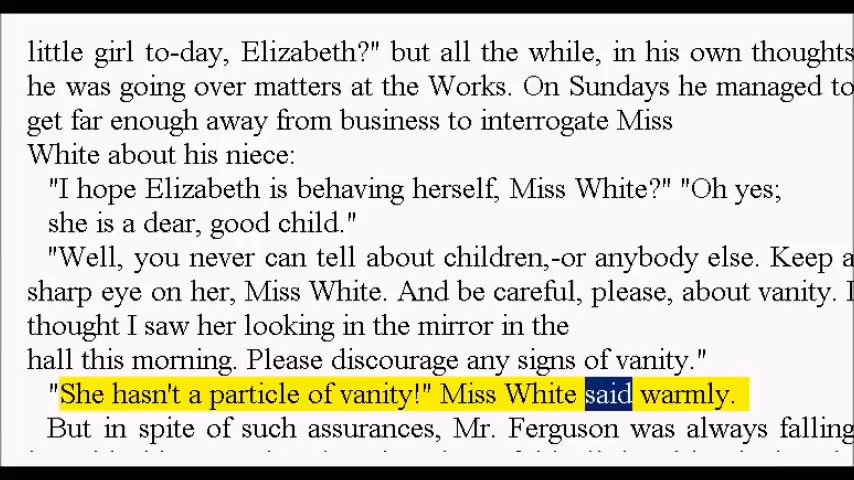 little girl to-day, Elizabeth?" but all the while, in his own thoughts
he was going over matters at the Works. On Sundays he managed to
get far enough away from business to interrogate Miss
White about his niece:
"I hope Elizabeth is behaving herself, Miss White?" "Oh yes;
she is a dear, good child."
"Well, you never can tell about children,-or anybody else. Keep a
sharp eye on her, Miss White. And be careful, please, about vanity. I
thought I saw her looking in the mirror in the
hall this morning. Please discourage any signs of vanity."
"She hasn't a particle of vanity!" Miss White said warmly.
But in spite of such assurances, Mr. Ferguson was always falling